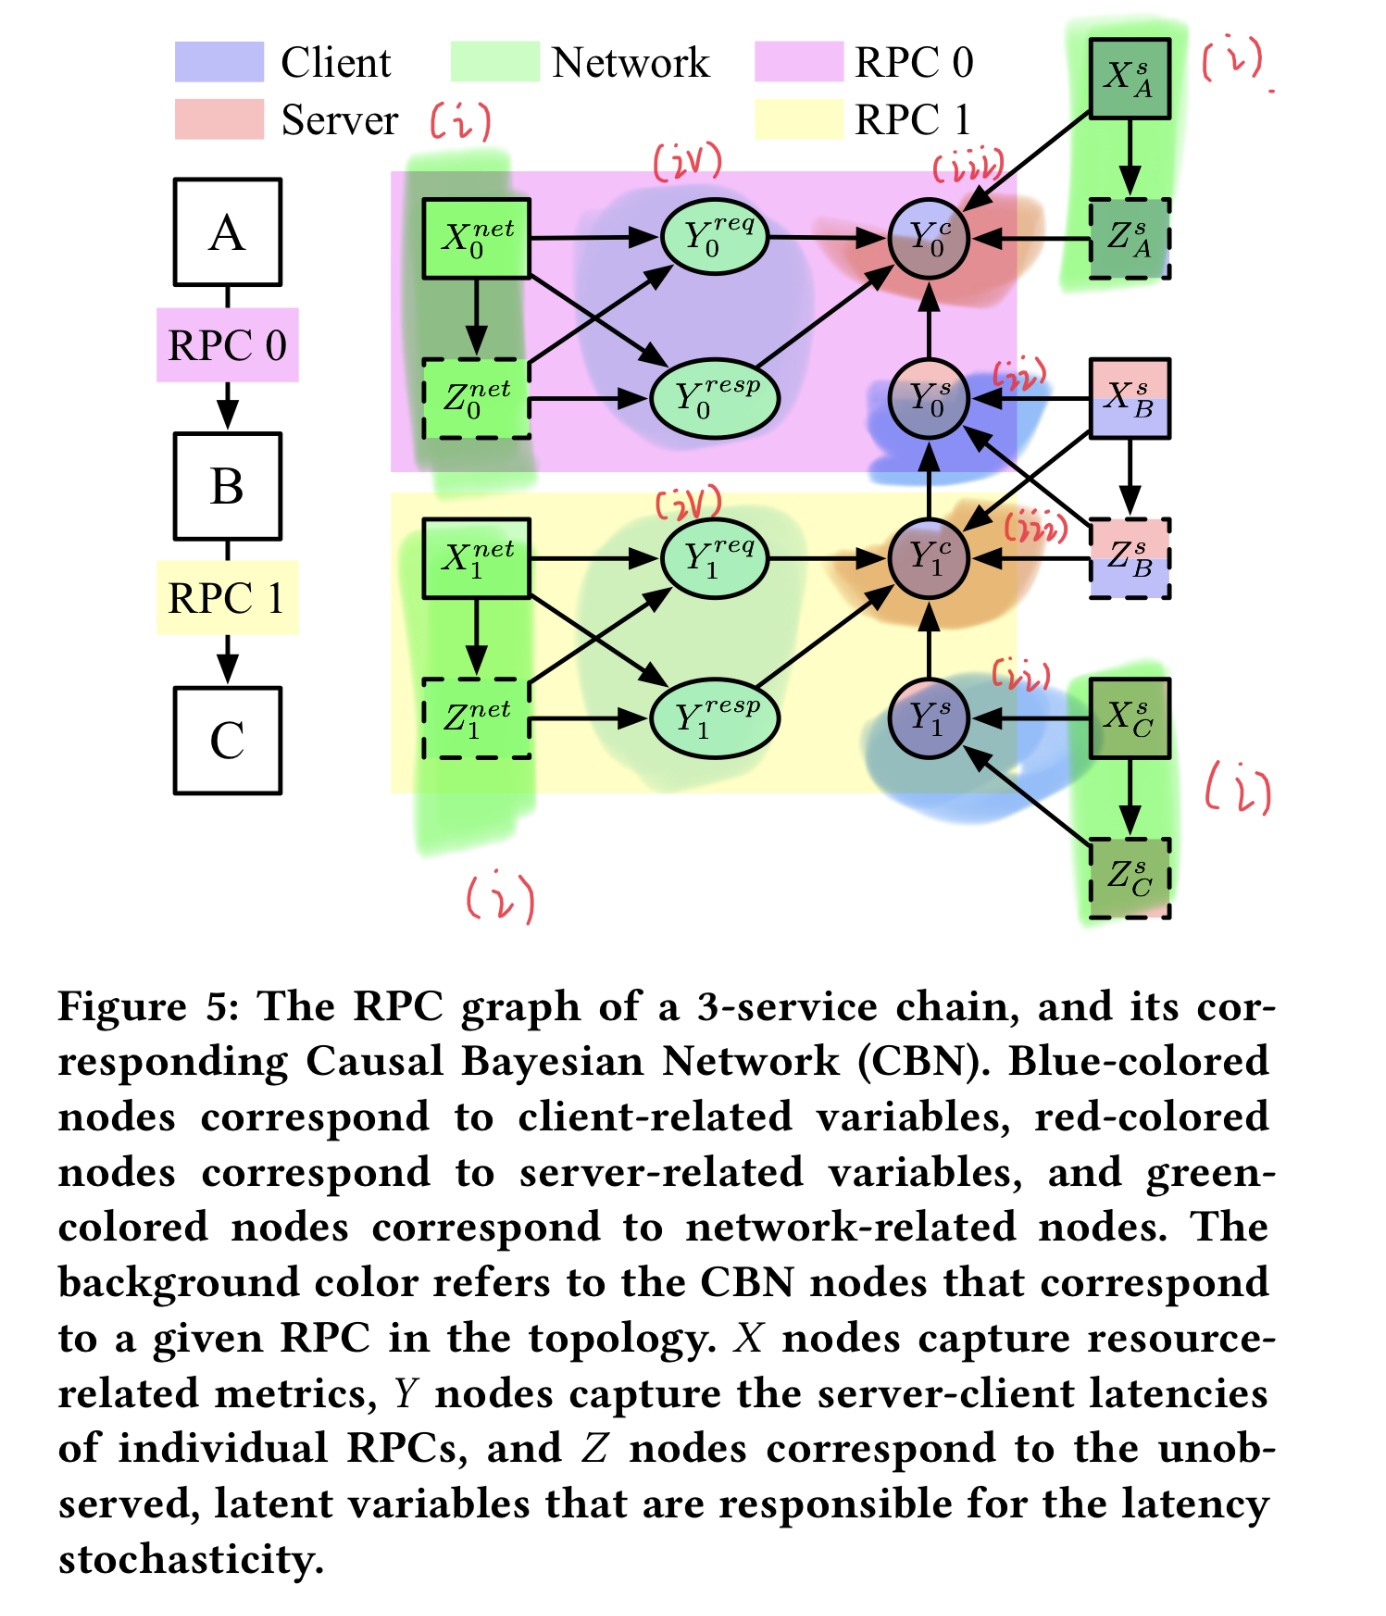 Client Network RPC 0
Server RPC 1
(i)
(i).
(iv)
(iii)
A
X_0^{net} Y_0^{req} Y_0^c
X_A^s
Z_A^s
RPC 0
(ii)
Z_0^{net} Y_0^{resp} Y_0^s X_B^s
B
(iv)
(iii)
X_1^{net} Y_1^{req} Y_1^c Z_B^s
RPC 1
(ii)
C
Z_1^{net} Y_1^{resp} Y_1^s X_C^s
(i)
Z_C^s
(i)
Figure 5: The RPC graph of a 3-service chain, and its cor-
responding Causal Bayesian Network (CBN). Blue-colored
nodes correspond to client-related variables, red-colored
nodes correspond to server-related variables, and green-
colored nodes correspond to network-related nodes. The
background color refers to the CBN nodes that correspond
to a given RPC in the topology. X nodes capture resource-
related metrics, Y nodes capture the server-client latencies
of individual RPCs, and Z nodes correspond to the unob-
served, latent variables that are responsible for the latency
stochasticity.